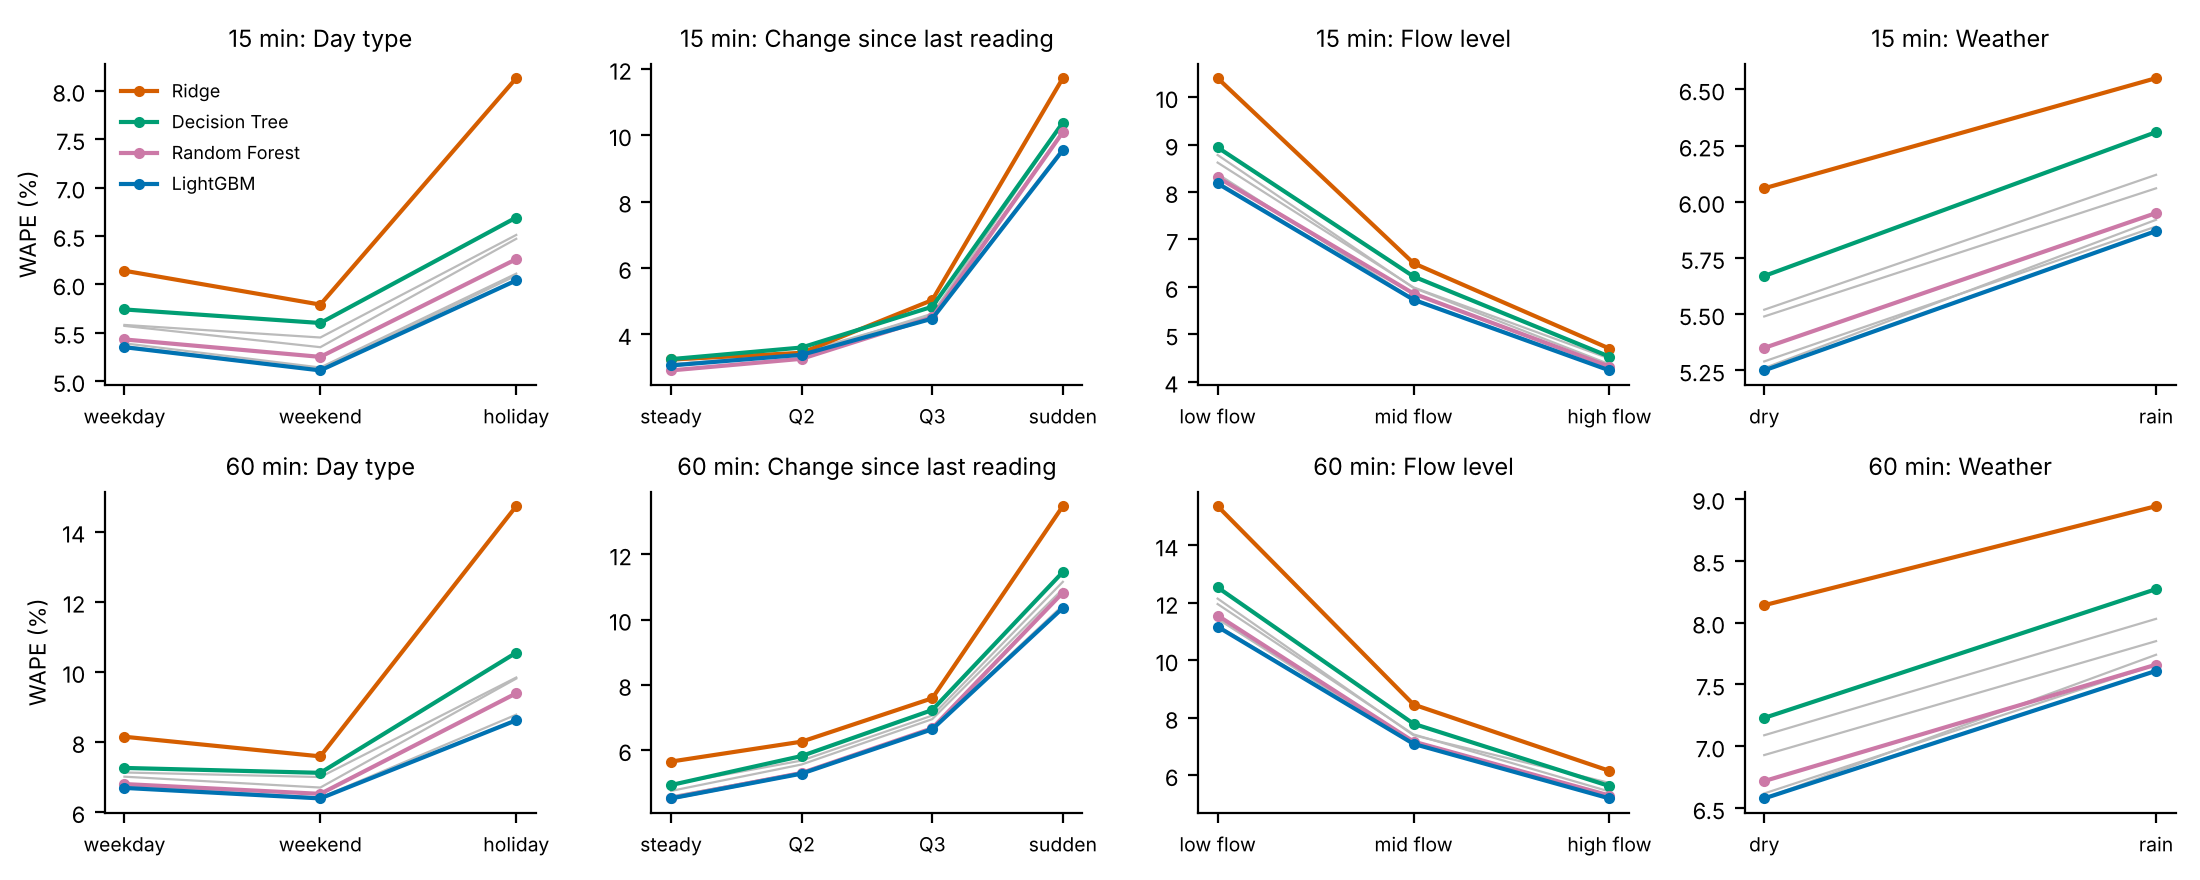 15 min: Day type
WAPE (%)
8.0
7.5
7.0
6.5
6.0
5.5
5.0
Ridge
Decision Tree
Random Forest
LightGBM
weekday weekend holiday
15 min: Change since last reading
12
10
8
6
4
steady Q2 Q3 sudden
15 min: Flow level
10
9
8
7
6
5
4
low flow mid flow high flow
15 min: Weather
6.50
6.25
6.00
5.75
5.50
5.25
dry rain
60 min: Day type
WAPE (%)
14
12
10
8
6
weekday weekend holiday
60 min: Change since last reading
12
10
8
6
steady Q2 Q3 sudden
60 min: Flow level
14
12
10
8
6
low flow mid flow high flow
60 min: Weather
9.0
8.5
8.0
7.5
7.0
6.5
dry rain